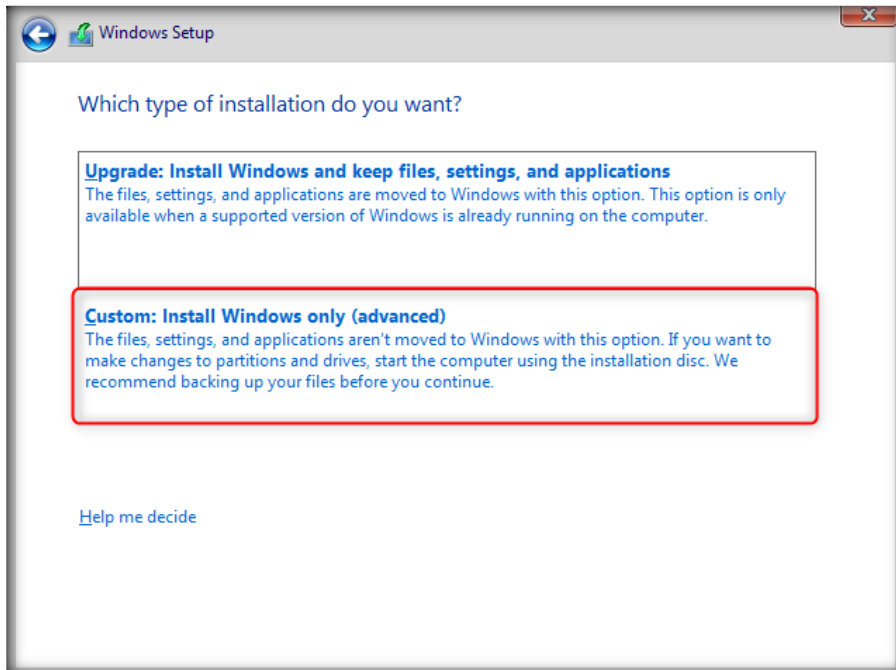 Windows Setup
Which type of installation do you want?
Upgrade: Install Windows and keep files, settings, and applications
The files, settings, and applications are moved to Windows with this option. This option is only
available when a supported version of Windows is already running on the computer.
Custom: Install Windows only (advanced)
The files, settings, and applications aren't moved to Windows with this option. If you want to
make changes to partitions and drives, start the computer using the installation disc. We
recommend backing up your files before you continue.
Help me decide